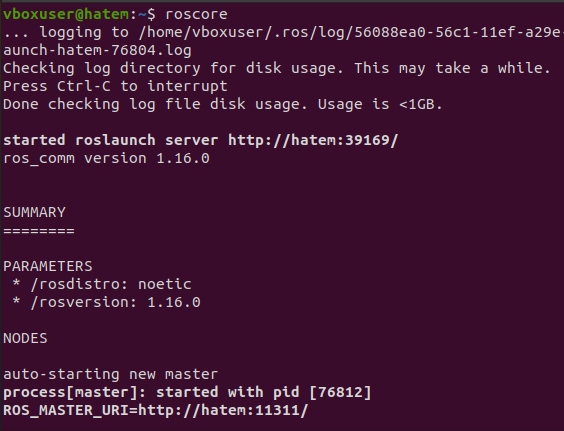 vboxuser@hatem:~$ roscore
... logging to /home/vboxuser/.ros/log/56088ea0-56c1-11ef-a29e-
aunch-hatem-76804.log
Checking log directory for disk usage. This may take a while.
Press Ctrl-C to interrupt
Done checking log file disk usage. Usage is <1GB.
started roslaunch server http://hatem:39169/
ros_comm version 1.16.0
SUMMARY
========
PARAMETERS
 * /rosdistro: noetic
 * /rosversion: 1.16.0
NODES
auto-starting new master
process[master]: started with pid [76812]
ROS_MASTER_URI=http://hatem:11311/